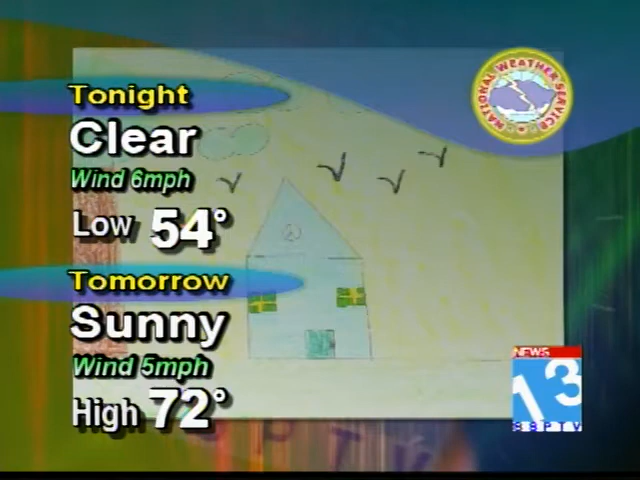 Tonight
Clear
Wind 6mph
Low 54°
Tomorrow
Sunny
Wind 5mph
High 72°
NATIONAL WEATHER SERVICE
NEWS
13
SBPTV